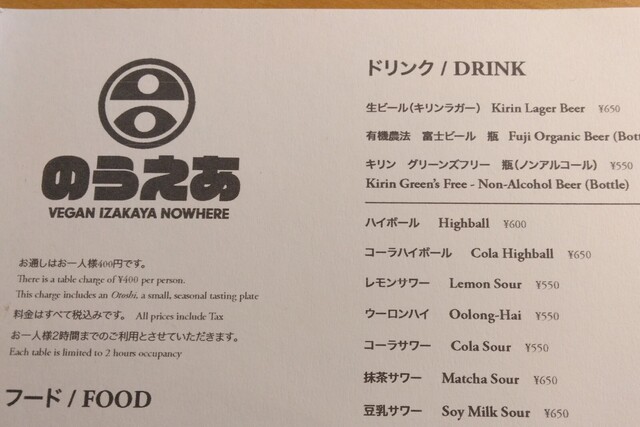 のうえあ
VEGAN IZAKAYA NOWHERE
お通しはお一人様400円です。
There is a table charge of ¥400 per person.
This charge includes an Otoshi, a small, seasonal tasting plate
料金はすべて税込みです。 All prices include Tax
お一人様2時間までのご利用とさせていただきます。
Each table is limited to 2 hours occupancy
フード / FOOD
ドリンク / DRINK
生ビール(キリンラガー) Kirin Lager Beer ¥650
有機農法 富士ビール 瓶 Fuji Organic Beer (Bott
キリン グリーンズフリー 瓶(ノンアルコール) ¥550
Kirin Green's Free - Non-Alcohol Beer (Bottle)
ハイボール Highball ¥600
コーラハイボール Cola Highball ¥650
レモンサワー Lemon Sour ¥550
ウーロンハイ Oolong-Hai ¥550
コーラサワー Cola Sour ¥550
抹茶サワー Matcha Sour ¥650
豆乳サワー Soy Milk Sour ¥650